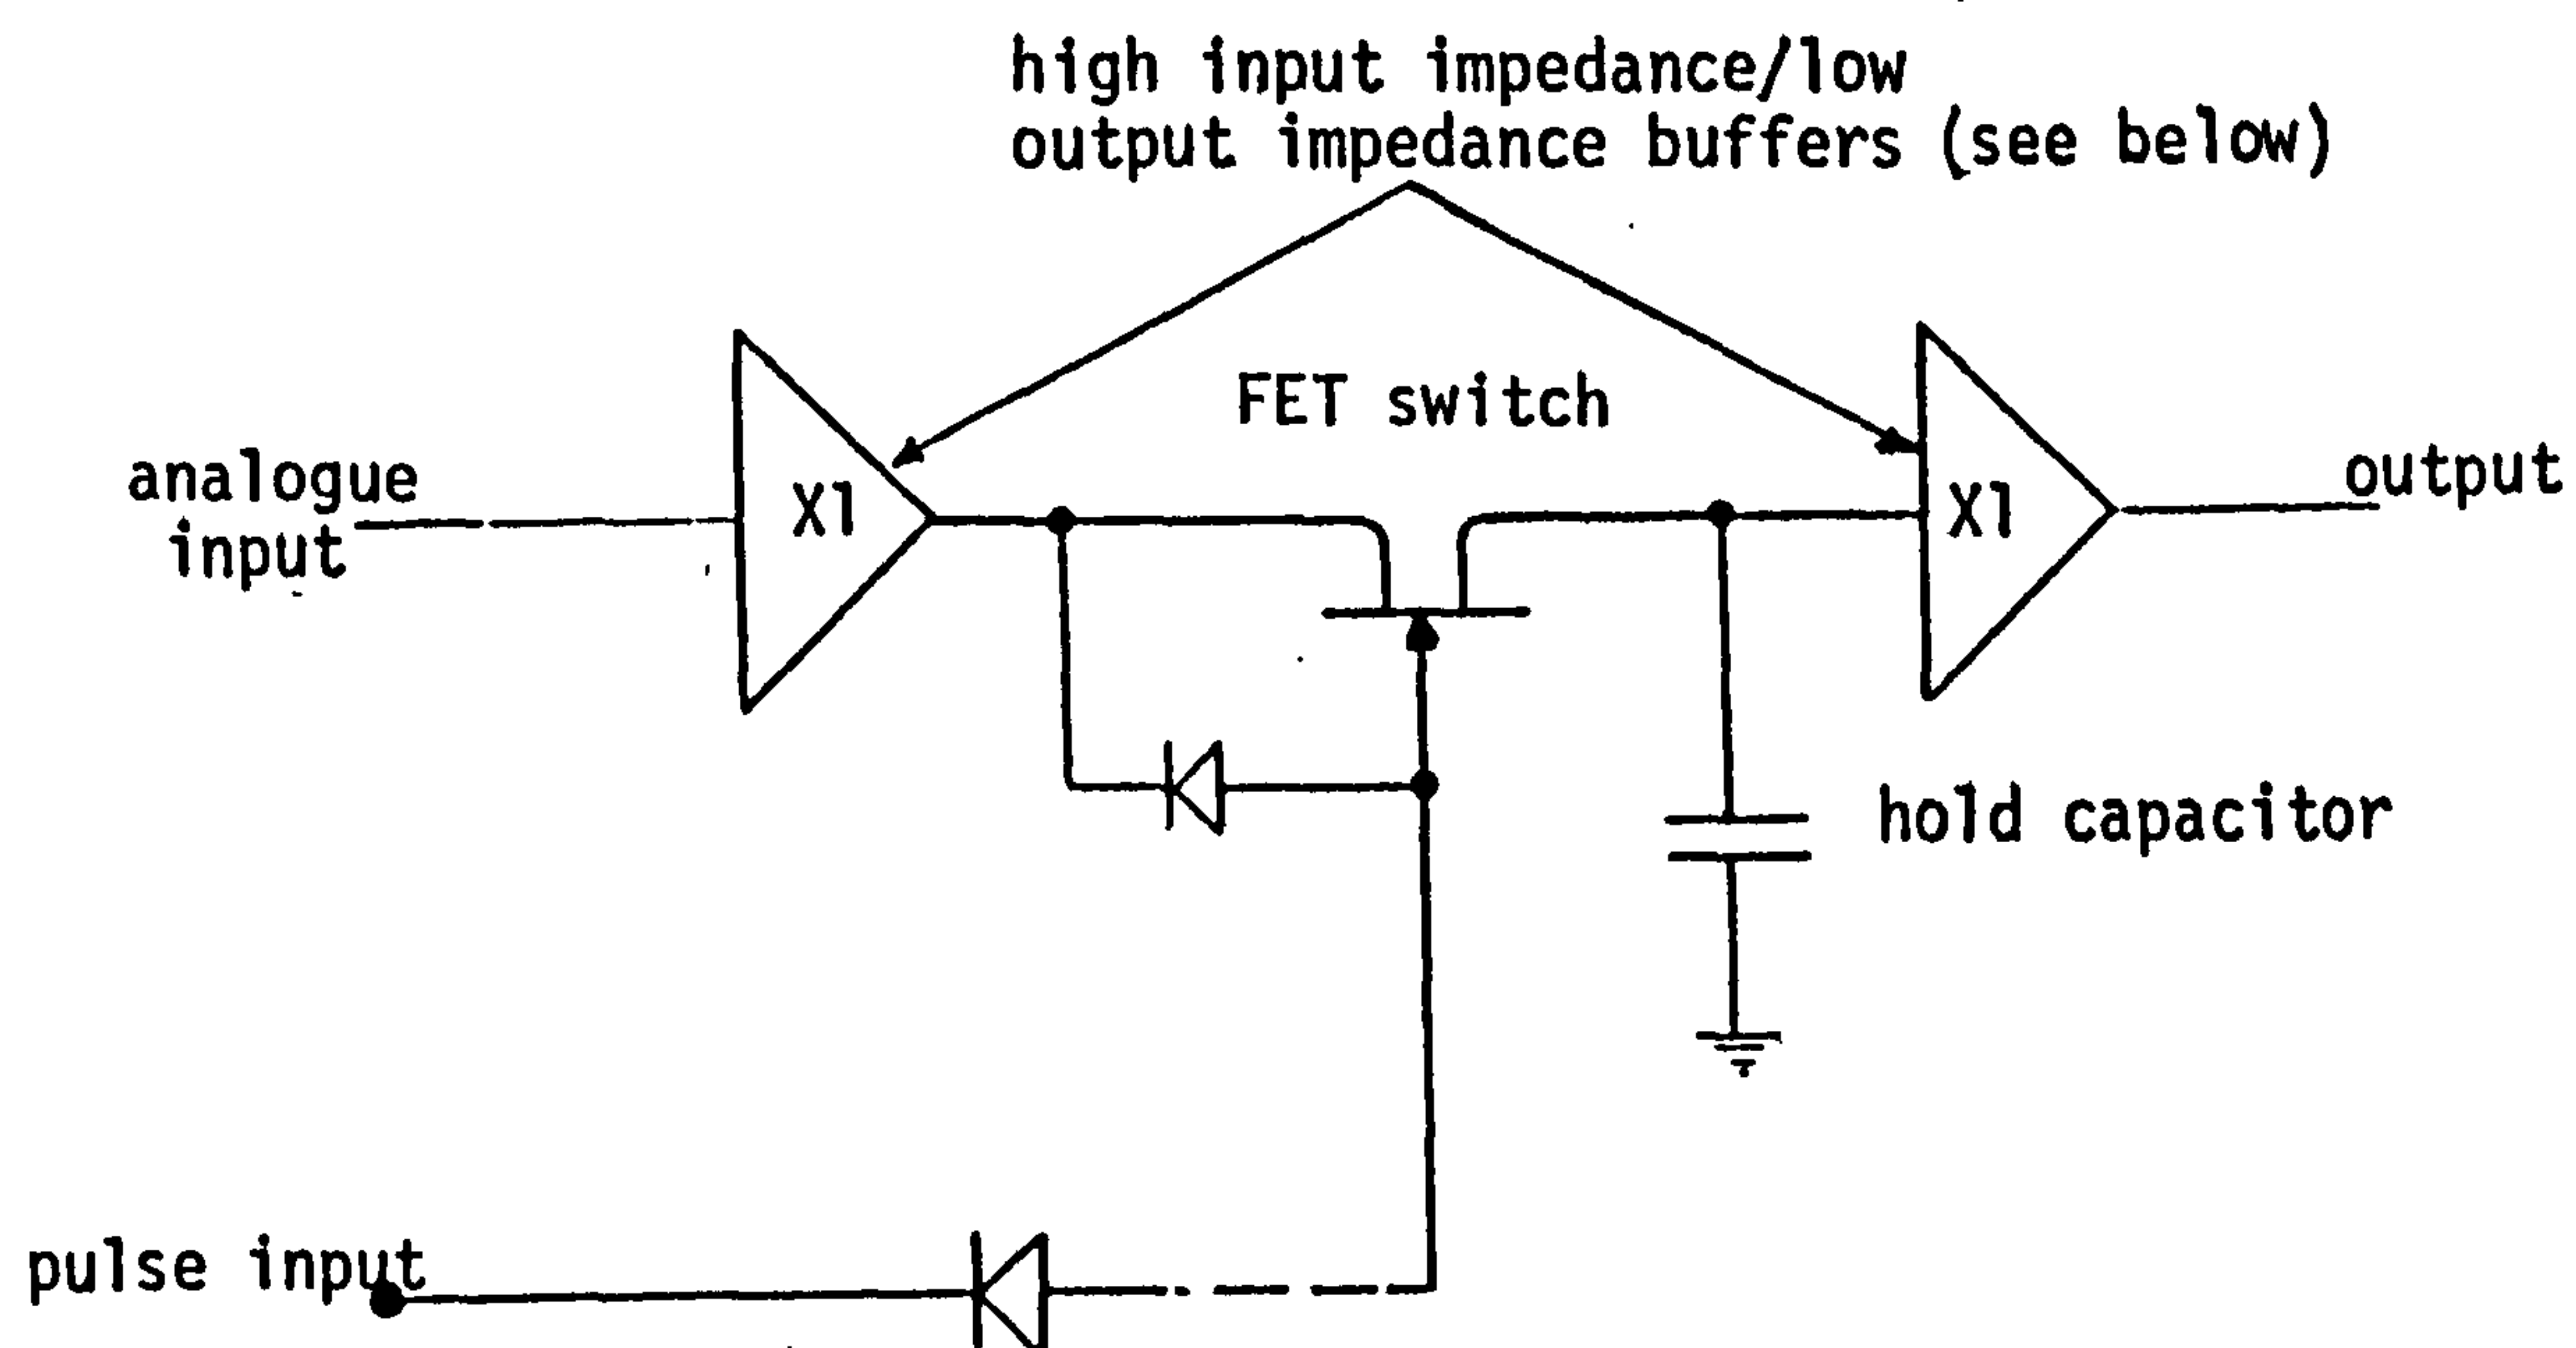 high input impedance/low
output impedance buffers (see below)
FET switch
analogue
input
X1
X1
output
hold capacitor
pulse input